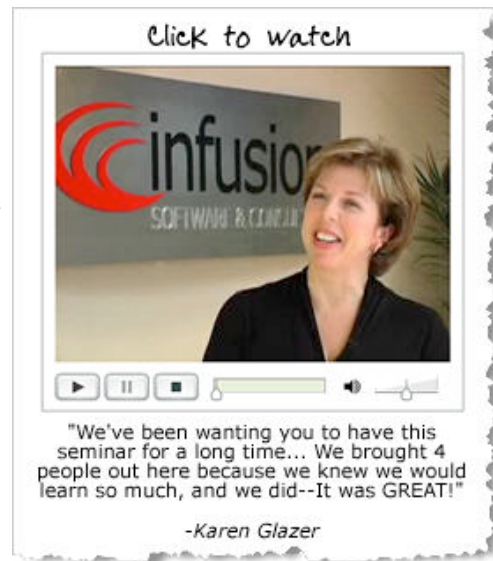 Click to watch
infusion
SOFTWARE & CONSUL
"We've been wanting you to have this
seminar for a long time... We brought 4
people out here because we knew we would
learn so much, and we did--It was GREAT!"
-Karen Glazer